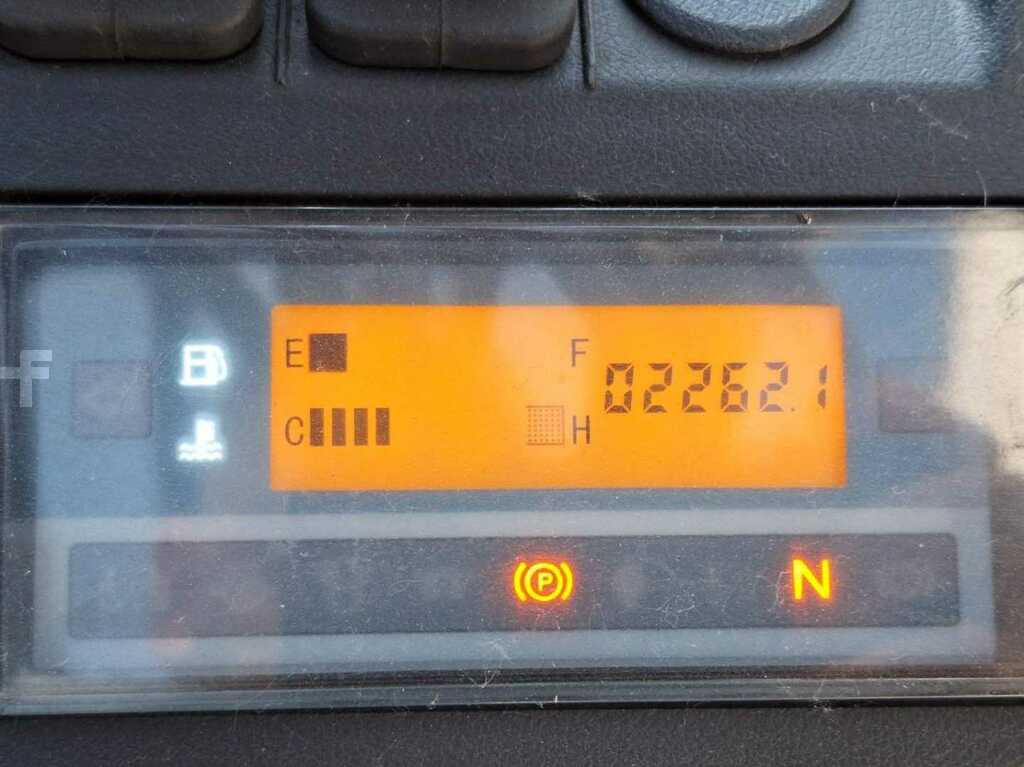 E F
02262.1
C H
(P) N